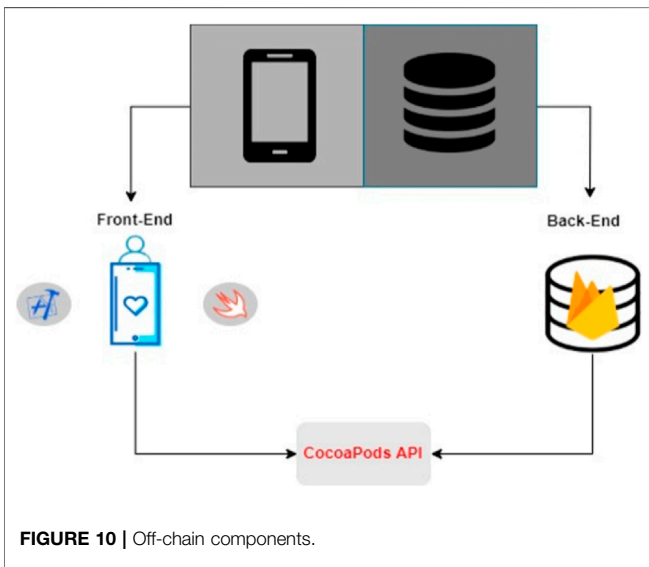 Front-End
Back-End
CocoaPods API
FIGURE 10 | Off-chain components.